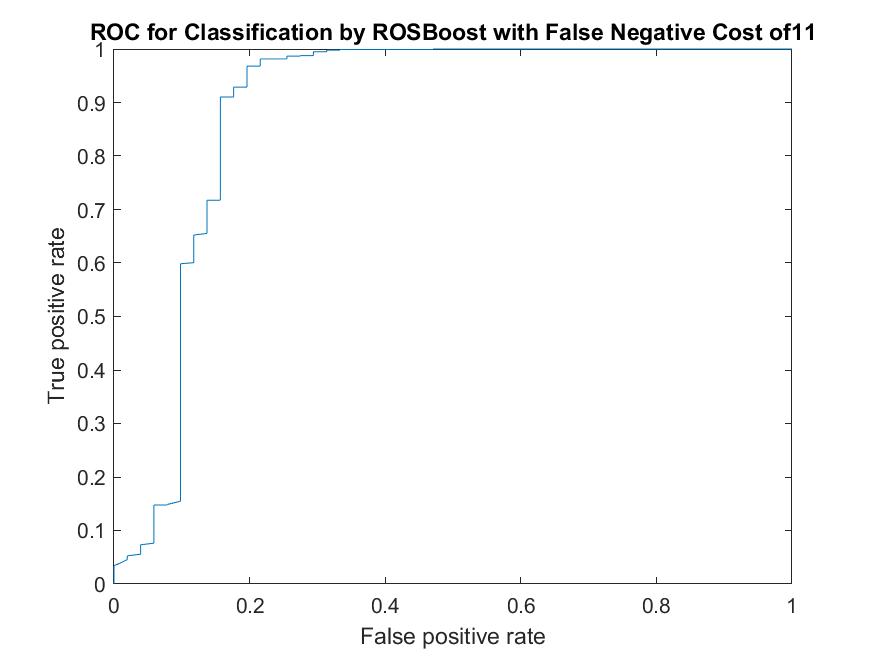 ROC for Classification by ROSBoost with False Negative Cost of11
1
0.9
0.8
0.7
0.6
0.5
0.4
0.3
0.2
0.1
0
True positive rate
0 0.2 0.4 0.6 0.8 1
False positive rate